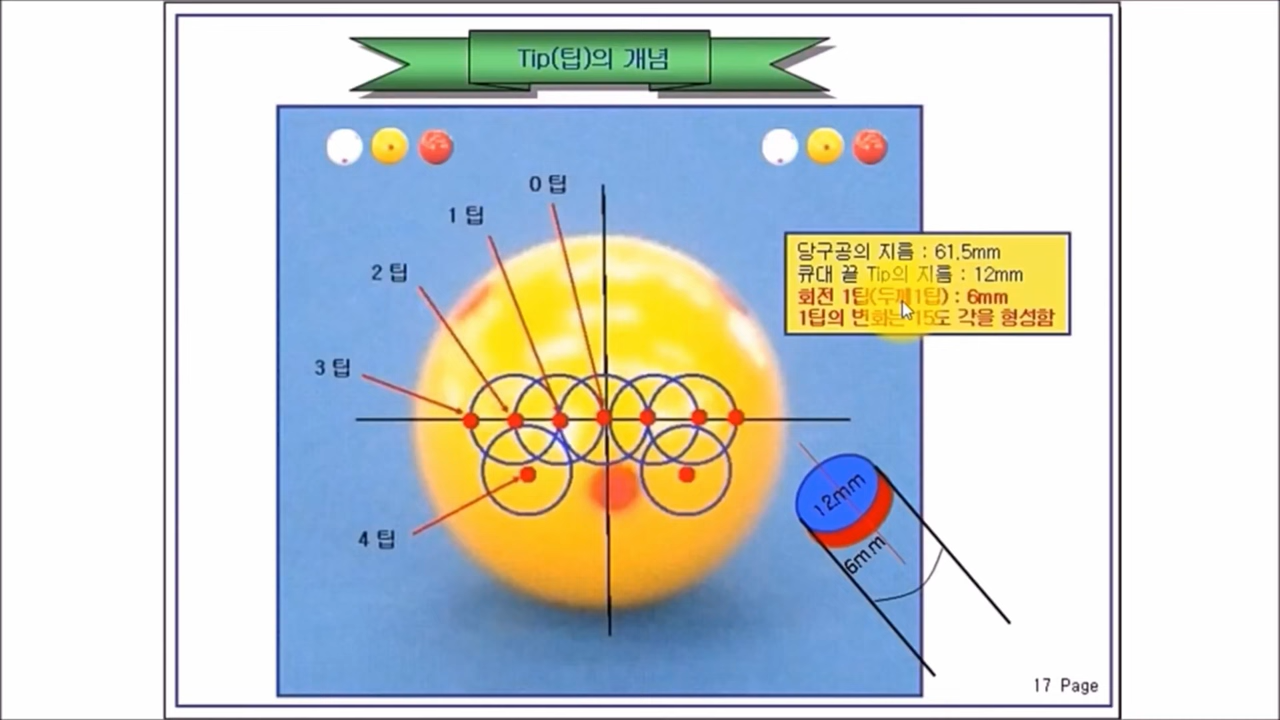 Tip(팁)의 개념
0 팁
1 팁
2 팁
3 팁
4 팁
당구공의 지름 : 61.5mm
큐대 끝 Tip의 지름 : 12mm
회전 1팁(두께1팁) : 6mm
1팁의 변화는 15도 각을 형성함
12mm
6mm
17 Page